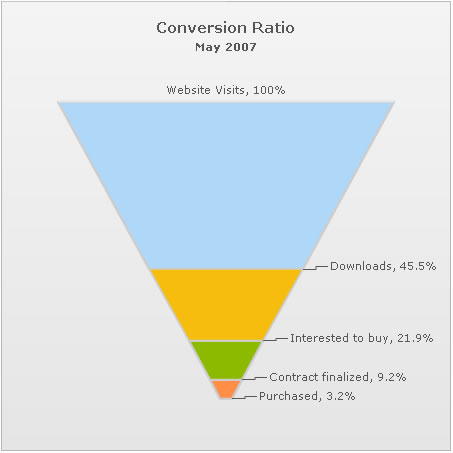 Conversion Ratio
May 2007
Website Visits, 100%
Downloads, 45.5%
Interested to buy, 21.9%
Contract finalized, 9.2%
Purchased, 3.2%